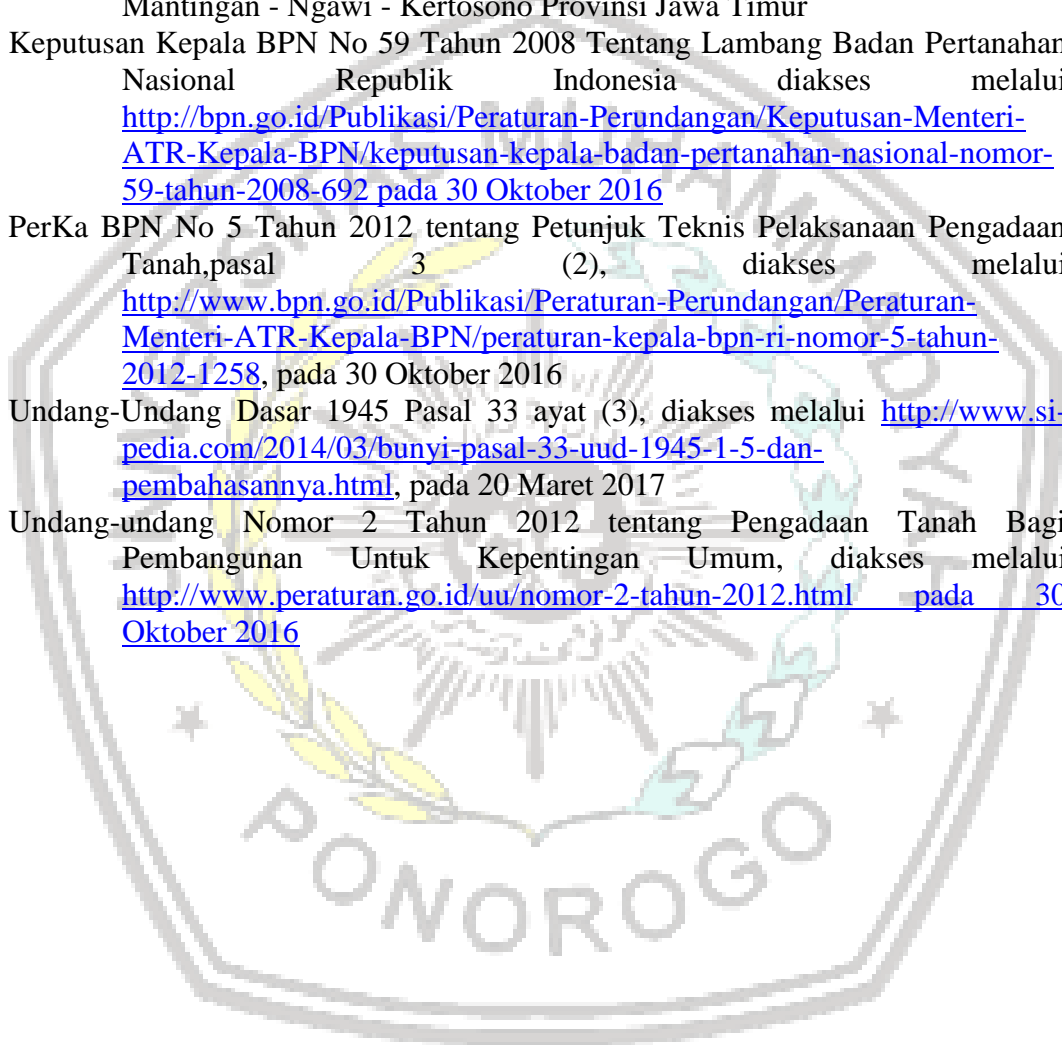 Mantingan - Ngawi - Kertosono Provinsi Jawa Timur
Keputusan Kepala BPN No 59 Tahun 2008 Tentang Lambang Badan Pertanahan
Nasional Republik Indonesia diakses melalui
http://bpn.go.id/Publikasi/Peraturan-Perundangan/Keputusan-Menteri-
ATR-Kepala-BPN/keputusan-kepala-badan-pertanahan-nasional-nomor-
59-tahun-2008-692 pada 30 Oktober 2016
PerKa BPN No 5 Tahun 2012 tentang Petunjuk Teknis Pelaksanaan Pengadaan
Tanah,pasal 3 (2), diakses melalui
http://www.bpn.go.id/Publikasi/Peraturan-Perundangan/Peraturan-
Menteri-ATR-Kepala-BPN/peraturan-kepala-bpn-ri-nomor-5-tahun-
2012-1258, pada 30 Oktober 2016
Undang-Undang Dasar 1945 Pasal 33 ayat (3), diakses melalui http://www.si-
pedia.com/2014/03/bunyi-pasal-33-uud-1945-1-5-dan-
pembahasannya.html, pada 20 Maret 2017
Undang-undang Nomor 2 Tahun 2012 tentang Pengadaan Tanah Bagi
Pembangunan Untuk Kepentingan Umum, diakses melalui
http://www.peraturan.go.id/uu/nomor-2-tahun-2012.html pada 30
Oktober 2016
UNIVERSITAS MUHAMMADIYAH
PONOROGO